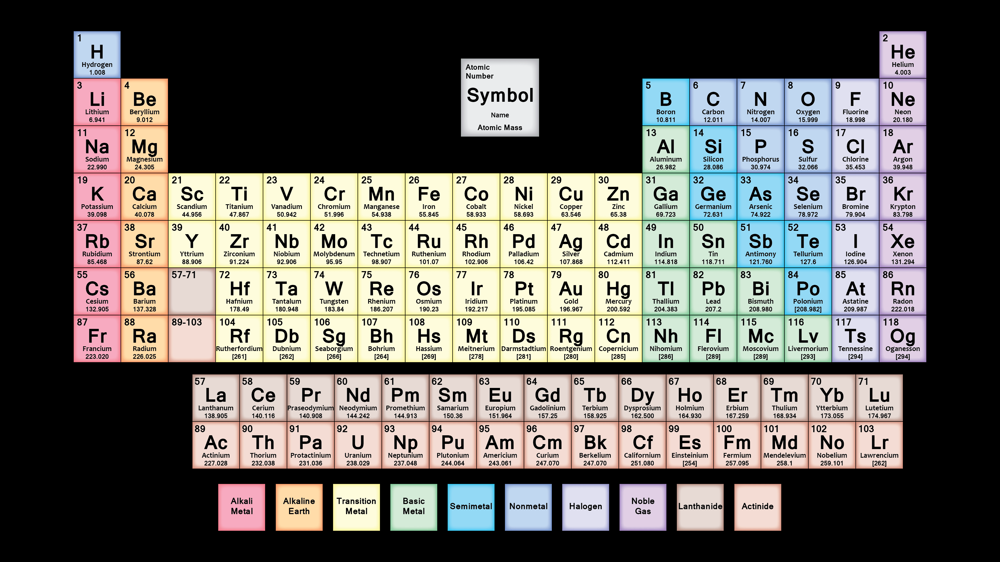 1 2
H He
Hydrogen Helium
1.008 4.003
Atomic
Number
Symbol
Name
Atomic Mass
3 4 5 6 7 8 9 10
Li Be B C N O F Ne
Lithium Beryllium Boron Carbon Nitrogen Oxygen Fluorine Neon
6.941 9.012 10.811 12.011 14.007 15.999 18.998 20.180
11 12 13 14 15 16 17 18
Na Mg Al Si P S Cl Ar
Sodium Magnesium Aluminum Silicon Phosphorus Sulfur Chlorine Argon
22.990 24.305 26.982 28.086 30.974 32.066 35.453 39.948
19 20 21 22 23 24 25 26 27 28 29 30 31 32 33 34 35 36
K Ca Sc Ti V Cr Mn Fe Co Ni Cu Zn Ga Ge As Se Br Kr
Potassium Calcium Scandium Titanium Vanadium Chromium Manganese Iron Cobalt Nickel Copper Zinc Gallium Germanium Arsenic Selenium Bromine Krypton
39.098 40.078 44.956 47.867 50.942 51.996 54.938 55.845 58.933 58.693 63.546 65.38 69.723 72.631 74.922 78.972 79.904 83.798
37 38 39 40 41 42 43 44 45 46 47 48 49 50 51 52 53 54
Rb Sr Y Zr Nb Mo Tc Ru Rh Pd Ag Cd In Sn Sb Te I Xe
Rubidium Strontium Yttrium Zirconium Niobium Molybdenum Technetium Ruthenium Rhodium Palladium Silver Cadmium Indium Tin Antimony Tellurium Iodine Xenon
85.468 87.62 88.906 91.224 92.906 95.95 98.907 101.07 102.906 106.42 107.868 112.411 114.818 118.711 121.760 127.6 126.904 131.294
55 56 57-71 72 73 74 75 76 77 78 79 80 81 82 83 84 85 86
Cs Ba Hf Ta W Re Os Ir Pt Au Hg Tl Pb Bi Po At Rn
Cesium Barium Hafnium Tantalum Tungsten Rhenium Osmium Iridium Platinum Gold Mercury Thallium Lead Bismuth Polonium Astatine Radon
132.905 137.328 178.49 180.948 183.84 186.207 190.23 192.217 195.085 196.967 200.592 204.383 207.2 208.980 [208.982] 209.987 222.018
87 88 89-103 104 105 106 107 108 109 110 111 112 113 114 115 116 117 118
Fr Ra Rf Db Sg Bh Hs Mt Ds Rg Cn Nh Fl Mc Lv Ts Og
Francium Radium Rutherfordium Dubnium Seaborgium Bohrium Hassium Meitnerium Darmstadtium Roentgenium Copernicium Nihomium Flerovium Moscovium Livermorium Tennessine Oganesson
223.020 226.025 [261] [262] [266] [264] [269] [278] [281] [280] [285] [286] [289] [289] [293] [294] [294]
57 58 59 60 61 62 63 64 65 66 67 68 69 70 71
La Ce Pr Nd Pm Sm Eu Gd Tb Dy Ho Er Tm Yb Lu
Lanthanum Cerium Praseodymium Neodymium Promethium Samarium Europium Gadolinium Terbium Dysprosium Holmium Erbium Thulium Ytterbium Lutetium
138.905 140.116 140.908 144.242 144.913 150.36 151.964 157.25 158.925 162.500 164.930 167.259 168.934 173.055 174.967
89 90 91 92 93 94 95 96 97 98 99 100 101 102 103
Ac Th Pa U Np Pu Am Cm Bk Cf Es Fm Md No Lr
Actinium Thorium Protactinium Uranium Neptunium Plutonium Americium Curium Berkelium Californium Einsteinium Fermium Mendelevium Nobelium Lawrencium
227.028 232.038 231.036 238.029 237.048 244.064 243.061 247.070 247.070 251.080 [254] 257.095 258.1 259.101 [262]
Alkali
Metal
Alkaline
Earth
Transition
Metal
Basic
Metal
Semimetal
Nonmetal
Halogen
Noble
Gas
Lanthanide
Actinide